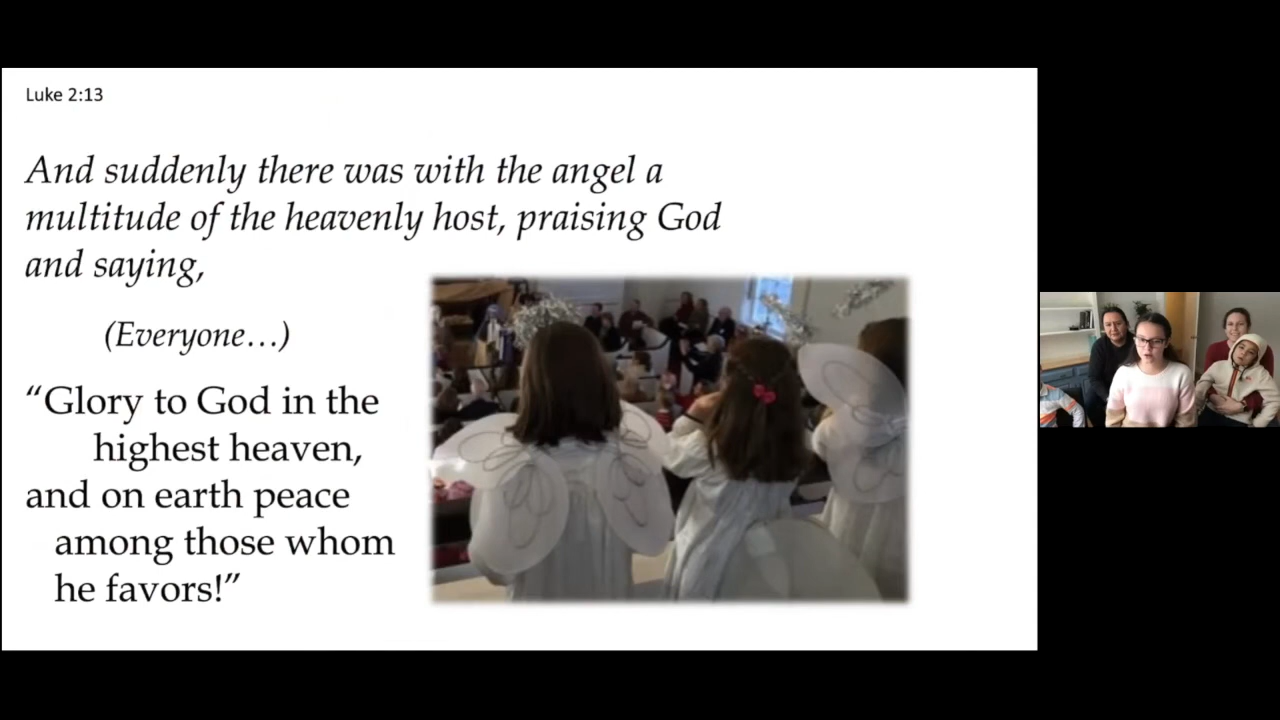 Luke 2:13
And suddenly there was with the angel a
multitude of the heavenly host, praising God
and saying,
(Everyone…)
“Glory to God in the
highest heaven,
and on earth peace
among those whom
he favors!”